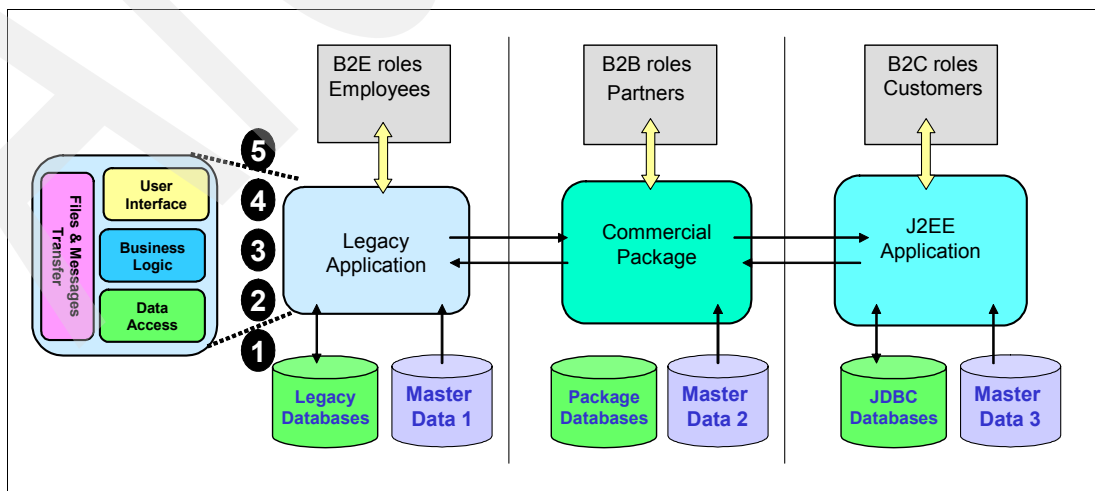 B2E roles
Employees
B2B roles
Partners
B2C roles
Customers
5
4
3
2
1
Files & Messages
Transfer
User
Interface
Business
Logic
Data
Access
Legacy
Application
Commercial
Package
J2EE
Application
Legacy
Databases
Master
Data 1
Package
Databases
Master
Data 2
JDBC
Databases
Master
Data 3